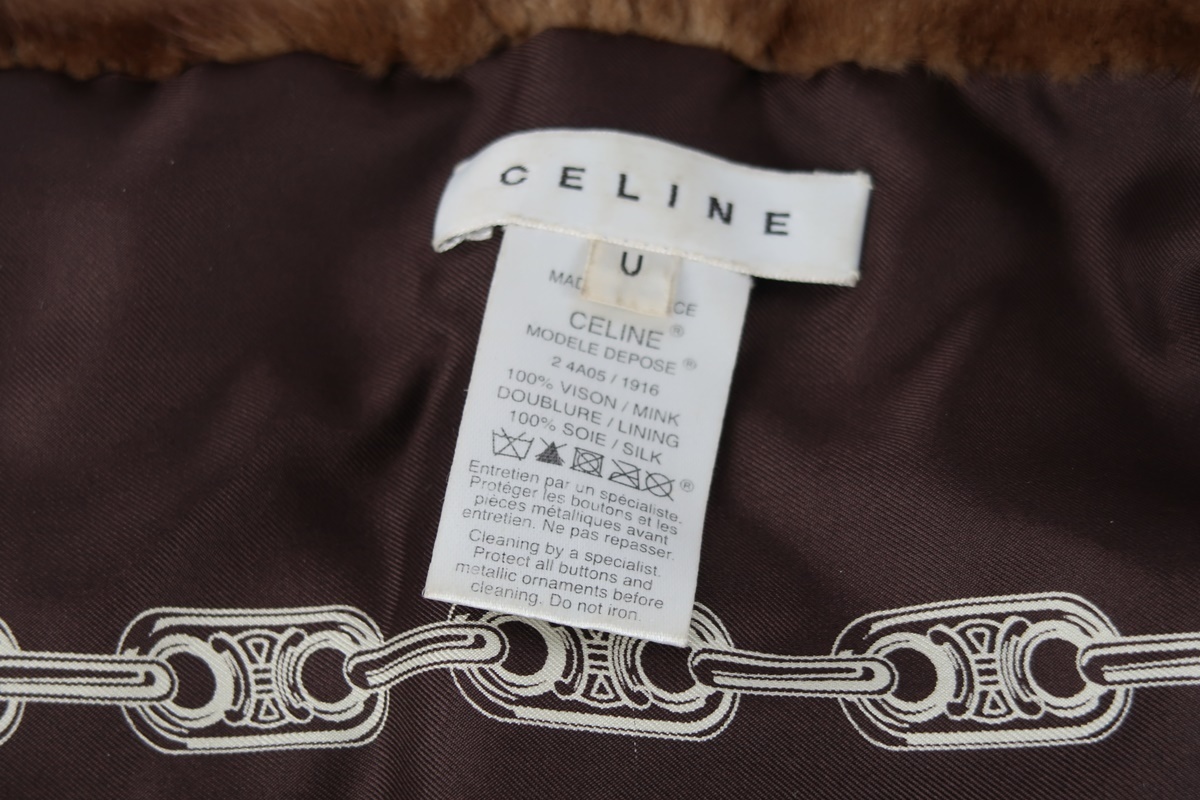 CELINE
U
MAD CE
CELINE®
MODELE DEPOSE®
2 4A05 / 1916
100% VISON / MINK
DOUBLURE / LINING
100% SOIE / SILK
®
Entretien par un spécialiste.
Protéger les boutons et les
pièces métalliques avant
entretien. Ne pas repasser.
Cleaning by a specialist.
Protect all buttons and
metallic ornaments before
cleaning. Do not iron.